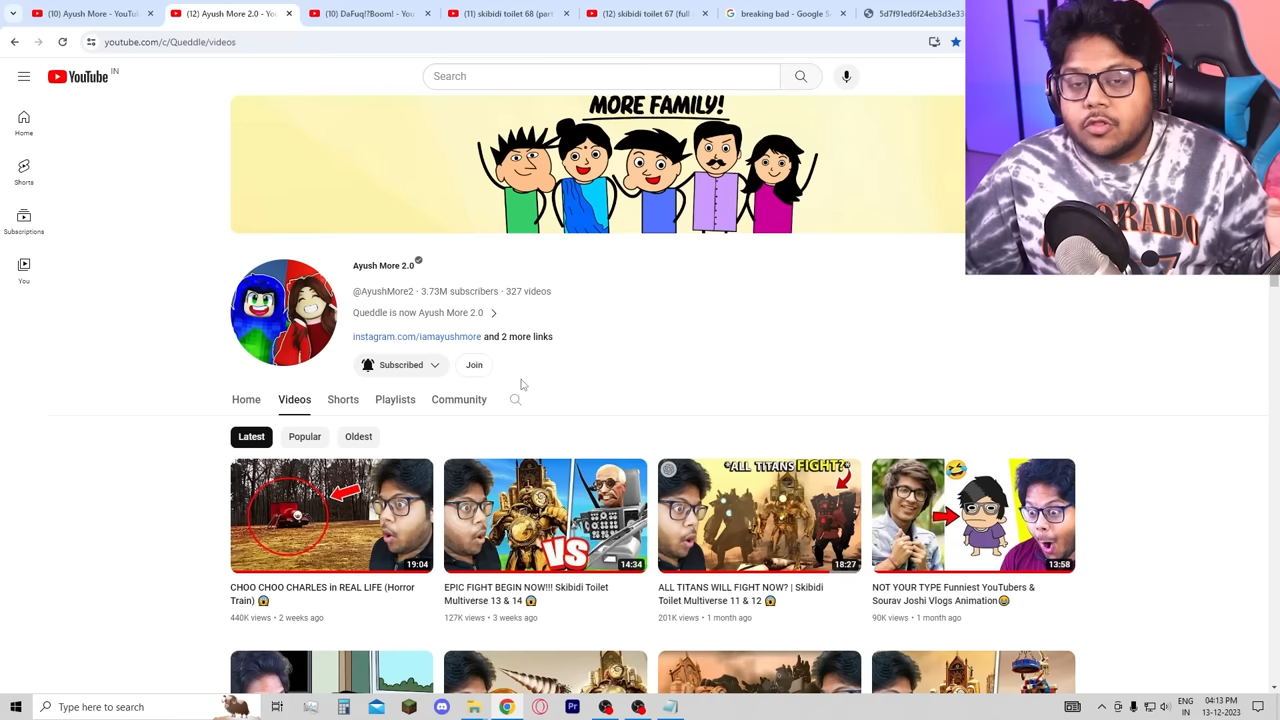 (10) Ayush More - YouTu
(12) Ayush More 2.0 - You
(10) DaFuq!?Boom! - You
(11) skibidi toilet 68 (part
(12) skibidi toilet 67 (full
breaking bad - Google S
5d7f91ed6f24eb3d3e33
youtube.com/c/Queddle/videos
YouTube IN
Search
MORE FAMILY!
Home
Shorts
Subscriptions
You
ORADO
Ayush More 2.0
@AyushMore2 · 3.73M subscribers · 327 videos
Queddle is now Ayush More 2.0
instagram.com/iamayushmore and 2 more links
Subscribed
Join
Home Videos Shorts Playlists Community
Latest Popular Oldest
19:04
VS
14:34
*ALL TITANS FIGHT?*
18:27
13:58
CHOO CHOO CHARLES in REAL LIFE (Horror
Train) 😱
440K views · 2 weeks ago
EPIC FIGHT BEGIN NOW!!! Skibidi Toilet
Multiverse 13 & 14 😱
127K views · 3 weeks ago
ALL TITANS WILL FIGHT NOW? | Skibidi
Toilet Multiverse 11 & 12 😱
201K views · 1 month ago
NOT YOUR TYPE Funniest YouTubers &
Sourav Joshi Vlogs Animation😂
90K views · 1 month ago
Type here to search
Pr
ENG
IN
04:13 PM
13-12-2023